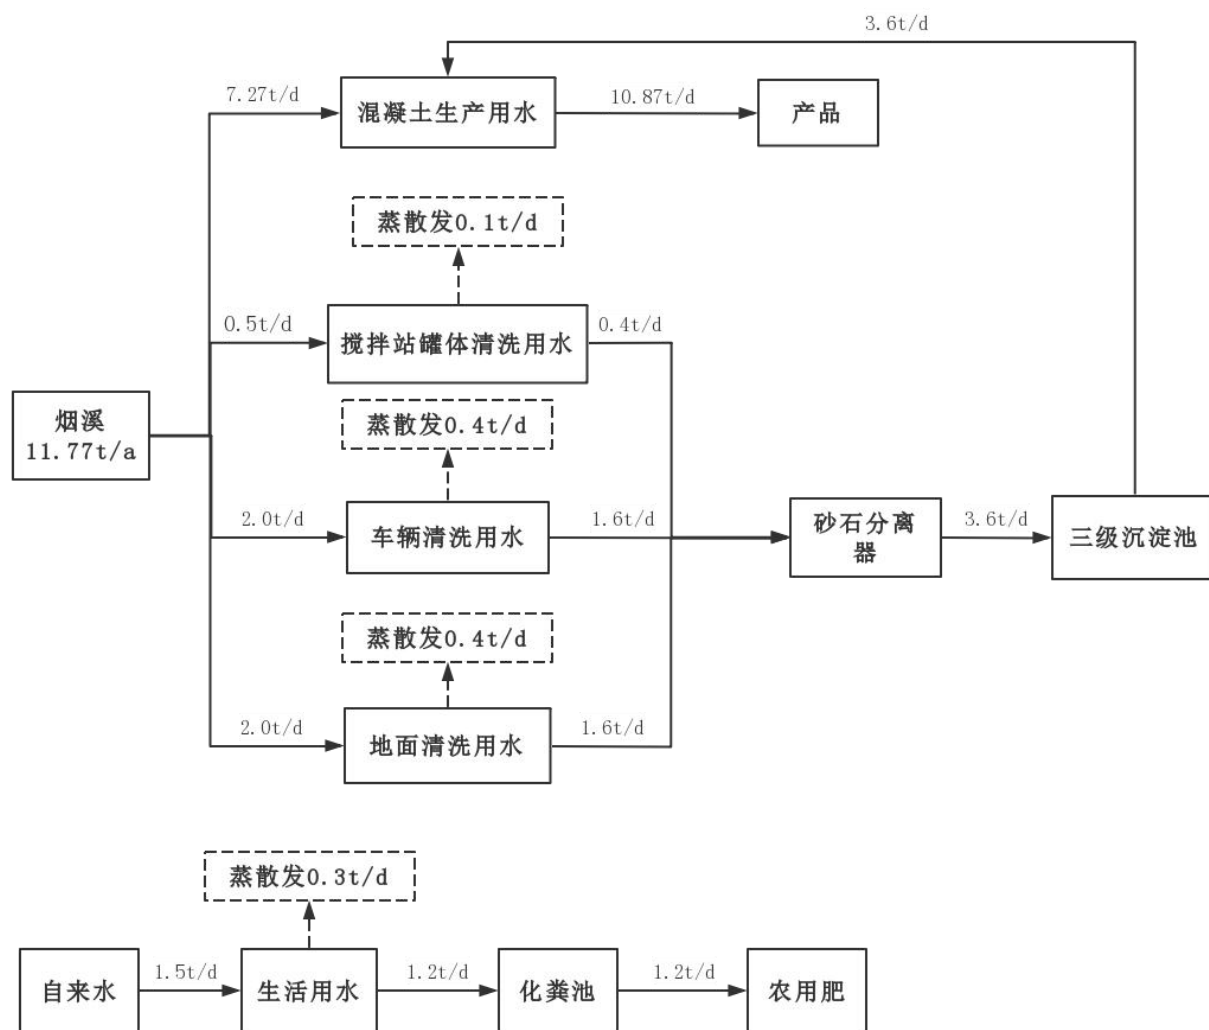 3.6t/d
7.27t/d
混凝土生产用水
10.87t/d
产品
蒸散发0.1t/d
0.5t/d
搅拌站罐体清洗用水
0.4t/d
烟溪
11.77t/a
蒸散发0.4t/d
2.0t/d
车辆清洗用水
1.6t/d
砂石分离
器
3.6t/d
三级沉淀池
蒸散发0.4t/d
2.0t/d
地面清洗用水
1.6t/d
蒸散发0.3t/d
自来水
1.5t/d
生活用水
1.2t/d
化粪池
1.2t/d
农用肥